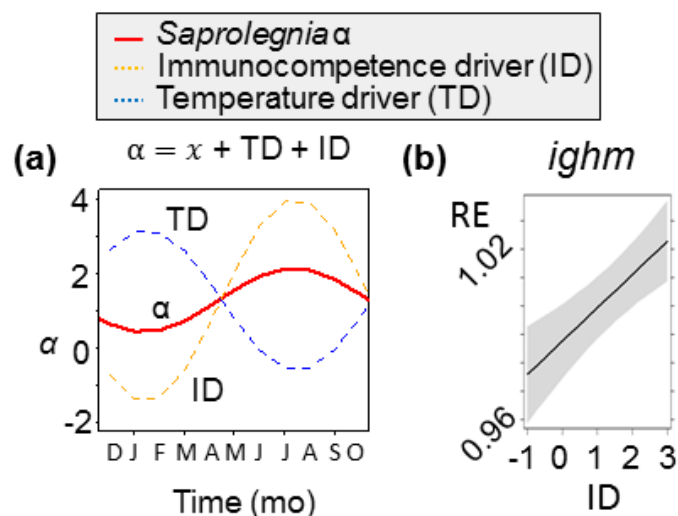 Saprolegnia α
Immunocompetence driver (ID)
Temperature driver (TD)
(a)
α = x + TD + ID
(b)
ighm
4
2
0
-2
α
TD
α
ID
D J F M A M J J A S O
Time (mo)
RE
1.02
0.96
-1 0 1 2 3
ID